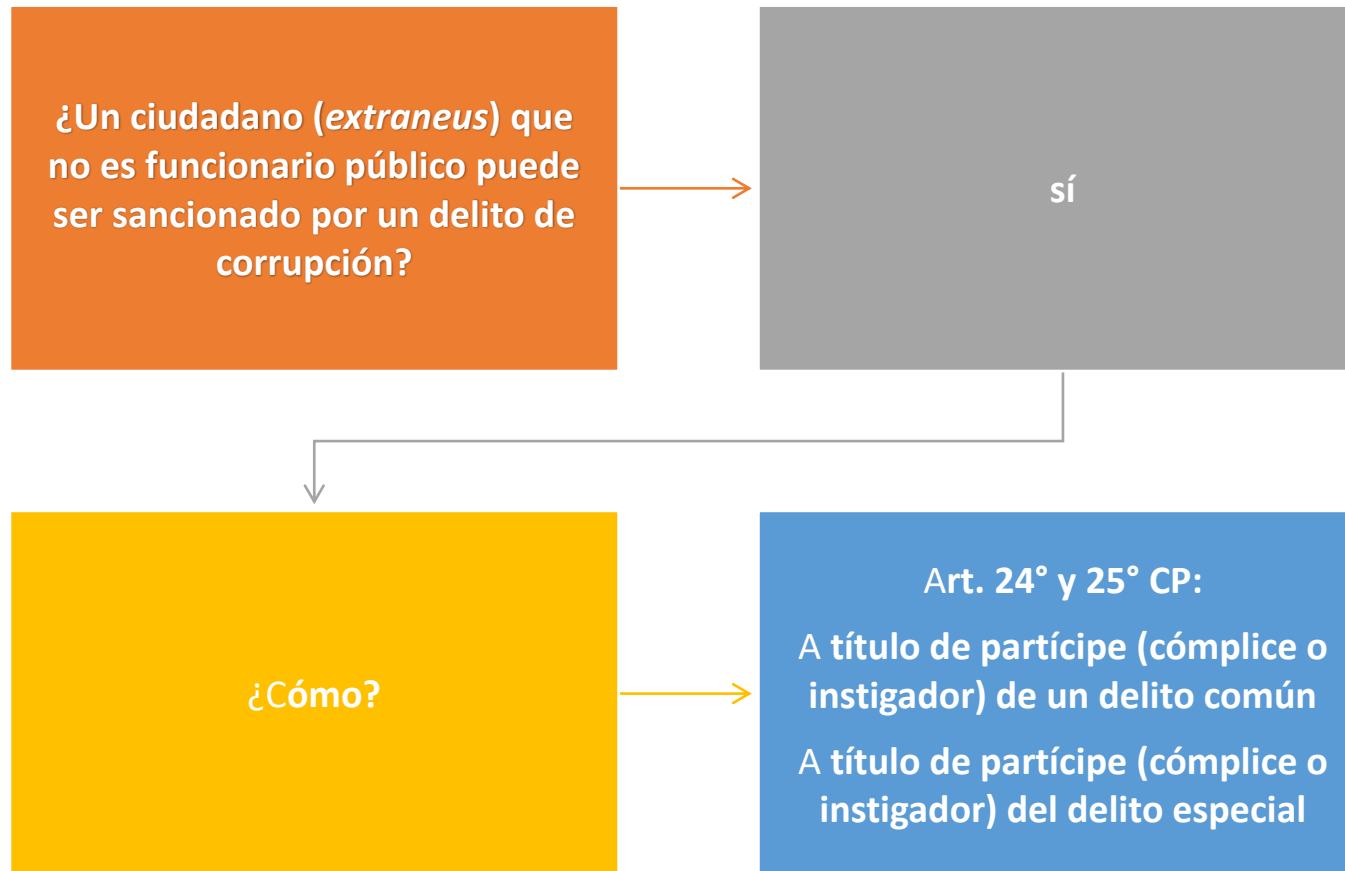 ¿Un ciudadano (extraneus) que
no es funcionario público puede
ser sancionado por un delito de
corrupción?
sí
¿Cómo?
Art. 24° y 25° CP:
A título de partícipe (cómplice o
instigador) de un delito común
A título de partícipe (cómplice o
instigador) del delito especial